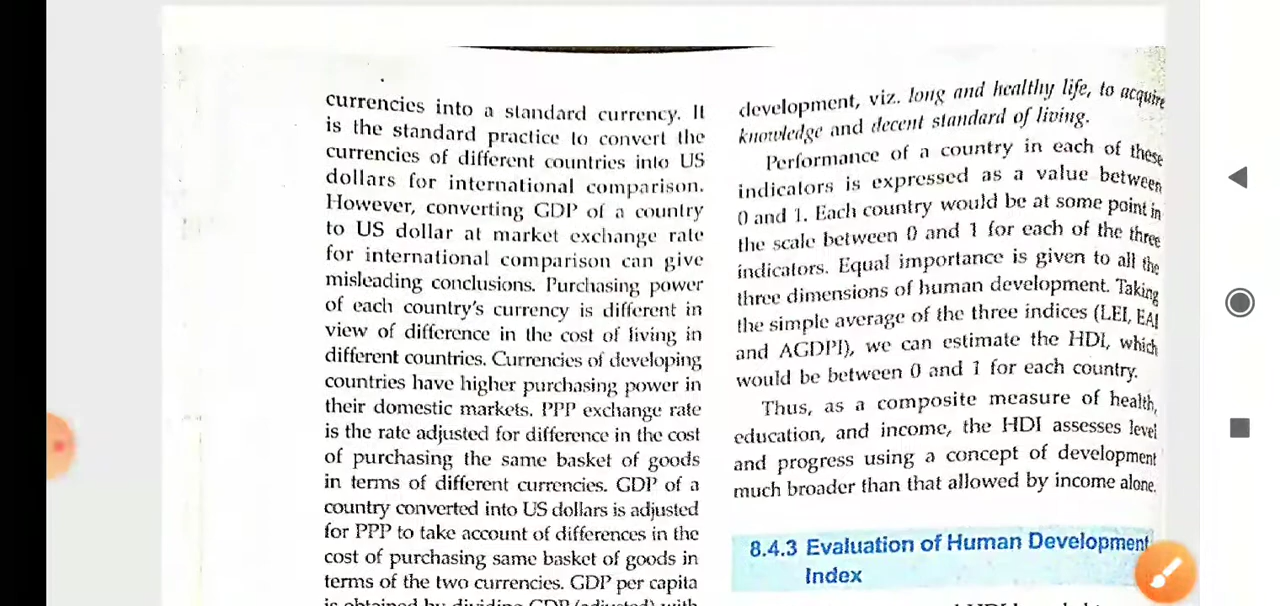 currencies into a standard currency. It
is the standard practice to convert the
currencies of different countries into US
dollars for international comparison.
However, converting GDP of a country
to US dollar at market exchange rate
for international comparison can give
misleading conclusions. Purchasing power
of each country's currency is different in
view of difference in the cost of living in
different countries. Currencies of developing
countries have higher purchasing power in
their domestic markets. PPP exchange rate
is the rate adjusted for difference in the cost
of purchasing the same basket of goods
in terms of different currencies. GDP of a
country converted into US dollars is adjusted
for PPP to take account of differences in the
cost of purchasing same basket of goods in
terms of the two currencies. GDP per capita
is obtained by dividing GDP (adjusted) with
development, viz. long and healthy life, to acquire
knowledge and decent standard of living.
Performance of a country in each of these
indicators is expressed as a value between
0 and 1. Each country would be at some point in
the scale between 0 and 1 for each of the three
indicators. Equal importance is given to all the
three dimensions of human development. Taking
the simple average of the three indices (LEI, EAI
and AGDPI), we can estimate the HDI, which
would be between 0 and 1 for each country.
Thus, as a composite measure of health,
education, and income, the HDI assesses level
and progress using a concept of development
much broader than that allowed by income alone.
8.4.3 Evaluation of Human Development
Index